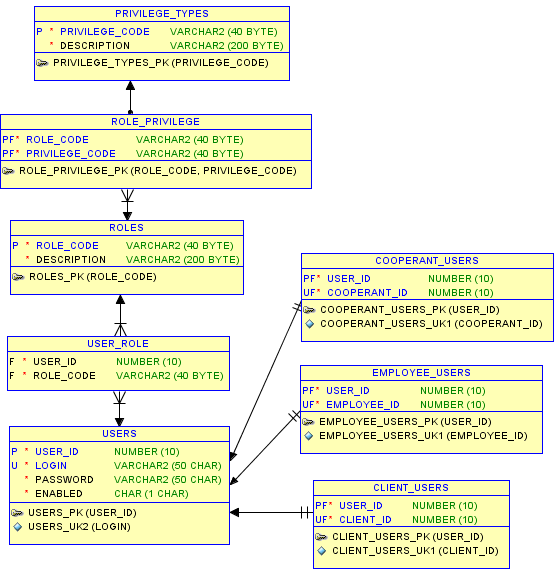 PRIVILEGE_TYPES
P * PRIVILEGE_CODE VARCHAR2 (40 BYTE)
* DESCRIPTION VARCHAR2 (200 BYTE)
PRIVILEGE_TYPES_PK (PRIVILEGE_CODE)
ROLE_PRIVILEGE
PF* ROLE_CODE VARCHAR2 (40 BYTE)
PF* PRIVILEGE_CODE VARCHAR2 (40 BYTE)
ROLE_PRIVILEGE_PK (ROLE_CODE, PRIVILEGE_CODE)
ROLES
P * ROLE_CODE VARCHAR2 (40 BYTE)
* DESCRIPTION VARCHAR2 (200 BYTE)
ROLES_PK (ROLE_CODE)
USER_ROLE
F * USER_ID NUMBER (10)
F * ROLE_CODE VARCHAR2 (40 BYTE)
USERS
P * USER_ID NUMBER (10)
U * LOGIN VARCHAR2 (50 CHAR)
* PASSWORD VARCHAR2 (50 CHAR)
* ENABLED CHAR (1 CHAR)
USERS_PK (USER_ID)
USERS_UK2 (LOGIN)
COOPERANT_USERS
PF* USER_ID NUMBER (10)
UF* COOPERANT_ID NUMBER (10)
COOPERANT_USERS_PK (USER_ID)
COOPERANT_USERS_UK1 (COOPERANT_ID)
EMPLOYEE_USERS
PF* USER_ID NUMBER (10)
UF* EMPLOYEE_ID NUMBER (10)
EMPLOYEE_USERS_PK (USER_ID)
EMPLOYEE_USERS_UK1 (EMPLOYEE_ID)
CLIENT_USERS
PF* USER_ID NUMBER (10)
UF* CLIENT_ID NUMBER (10)
CLIENT_USERS_PK (USER_ID)
CLIENT_USERS_UK1 (CLIENT_ID)